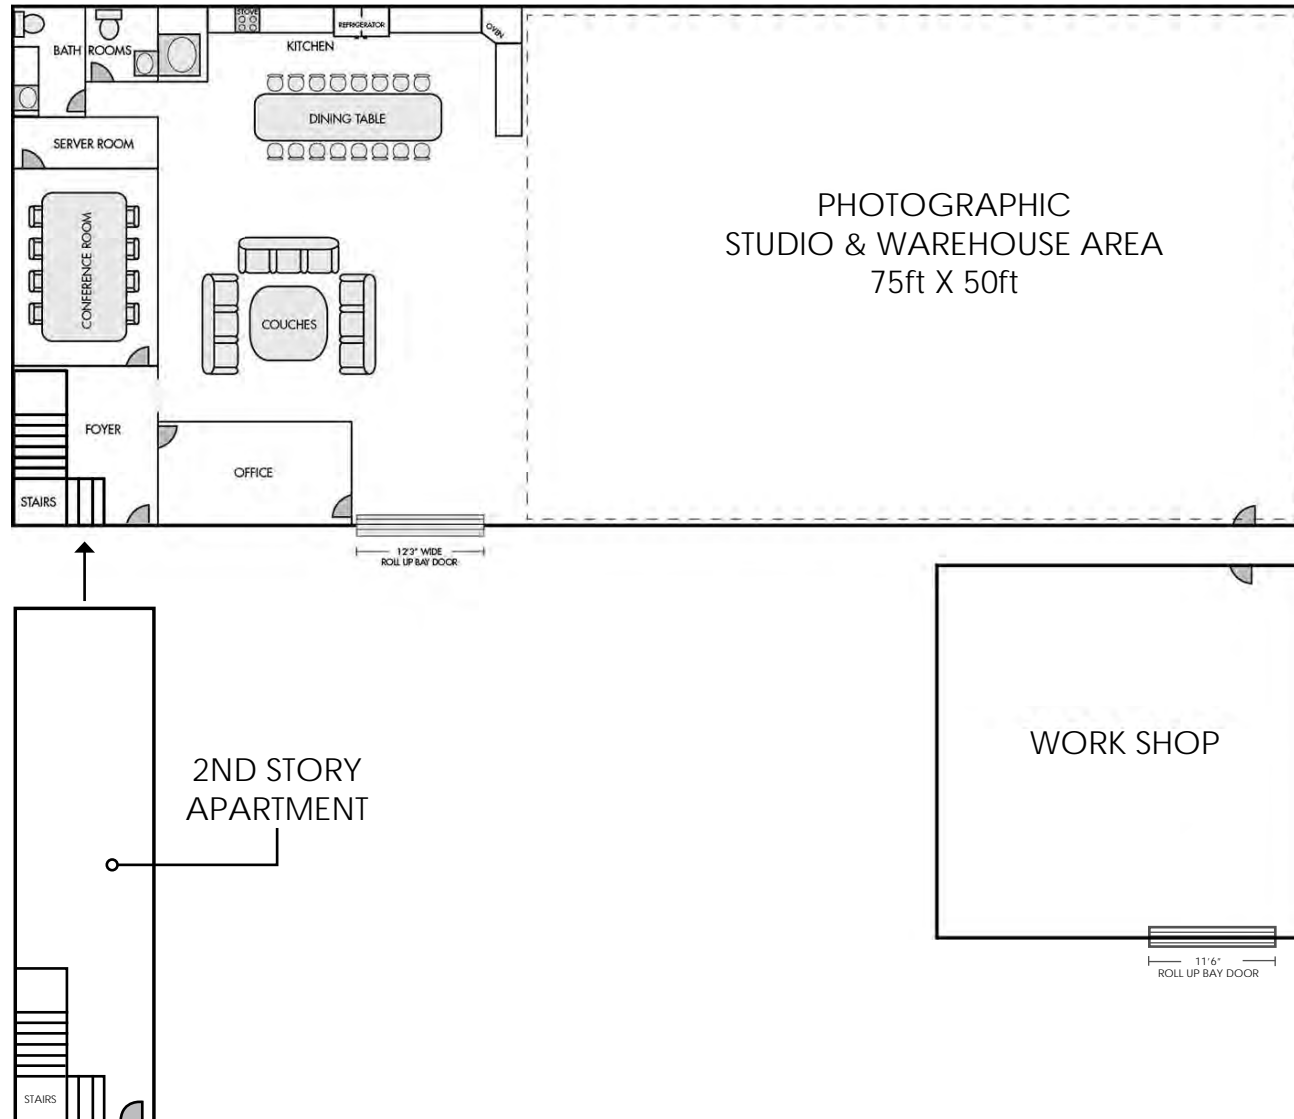 STOVE
REFRIGERATOR
OVEN
BATH ROOMS
KITCHEN
DINING TABLE
SERVER ROOM
PHOTOGRAPHIC
STUDIO & WAREHOUSE AREA
75ft X 50ft
CONFERENCE ROOM
COUCHES
FOYER
OFFICE
STAIRS
12'3" WIDE
ROLL UP BAY DOOR
2ND STORY
APARTMENT
WORK SHOP
11'6"
ROLL UP BAY DOOR
STAIRS